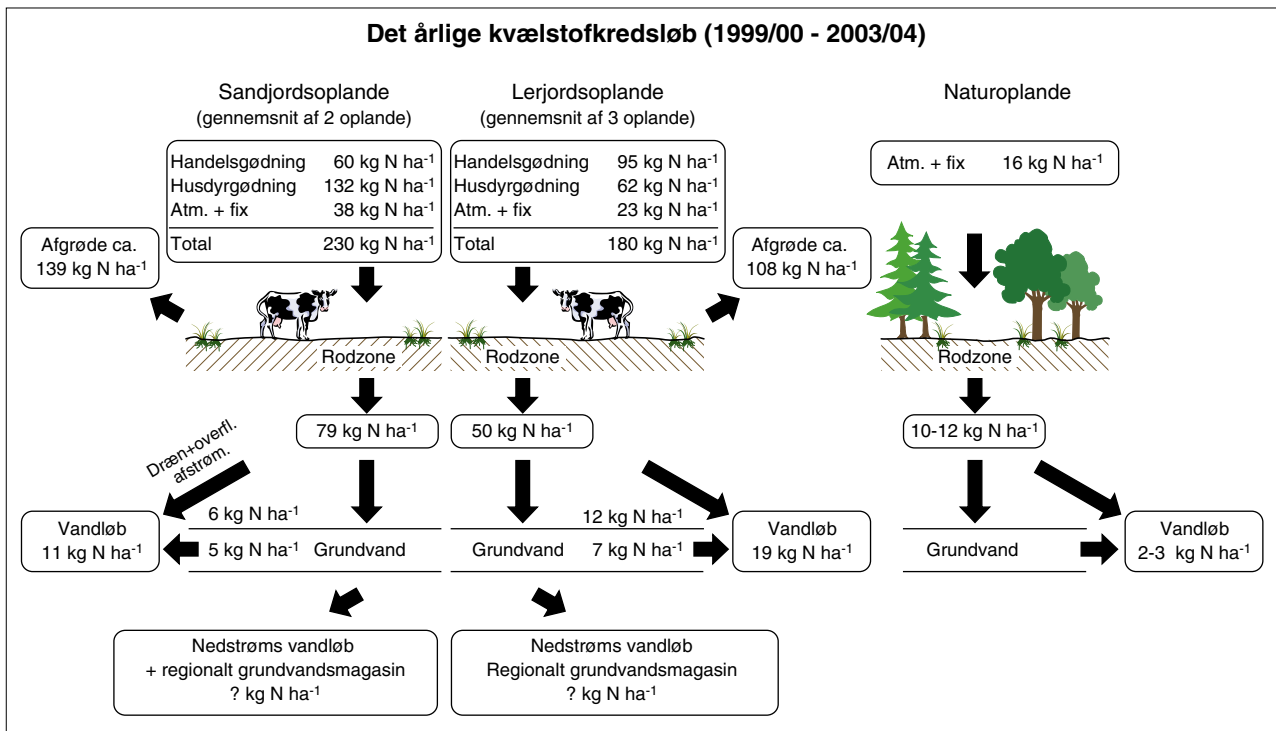 Det årlige kvælstofkredsløb (1999/00 - 2003/04)
Sandjordsoplande
(gennemsnit af 2 oplande)
Handelsgødning 60 kg N ha⁻¹
Husdyrgødning 132 kg N ha⁻¹
Atm. + fix 38 kg N ha⁻¹
Total 230 kg N ha⁻¹
Afgrøde ca.
139 kg N ha⁻¹
Rodzone
79 kg N ha⁻¹
Dræn+overfl.
afstrøm.
6 kg N ha⁻¹
Vandløb
11 kg N ha⁻¹
5 kg N ha⁻¹ Grundvand
Nedstrøms vandløb
+ regionalt grundvandsmagasin
? kg N ha⁻¹
Lerjordsoplande
(gennemsnit af 3 oplande)
Handelsgødning 95 kg N ha⁻¹
Husdyrgødning 62 kg N ha⁻¹
Atm. + fix 23 kg N ha⁻¹
Total 180 kg N ha⁻¹
Afgrøde ca.
108 kg N ha⁻¹
Rodzone
50 kg N ha⁻¹
12 kg N ha⁻¹
Grundvand 7 kg N ha⁻¹
Vandløb
19 kg N ha⁻¹
Nedstrøms vandløb
Regionalt grundvandsmagasin
? kg N ha⁻¹
Naturoplande
Atm. + fix 16 kg N ha⁻¹
Rodzone
10-12 kg N ha⁻¹
Grundvand
Vandløb
2-3 kg N ha⁻¹